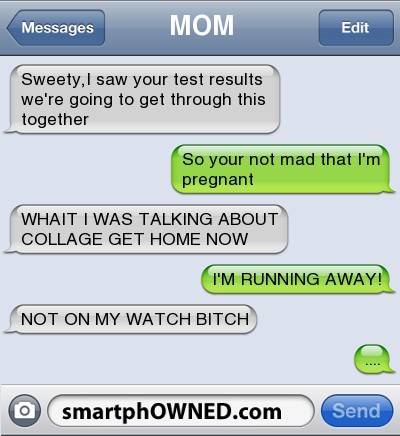 Messages
MOM
Edit
Sweety,I saw your test results
we're going to get through this
together
So your not mad that I'm
pregnant
WHAIT I WAS TALKING ABOUT
COLLAGE GET HOME NOW
I'M RUNNING AWAY!
NOT ON MY WATCH BITCH
....
smartphOWNED.com
Send